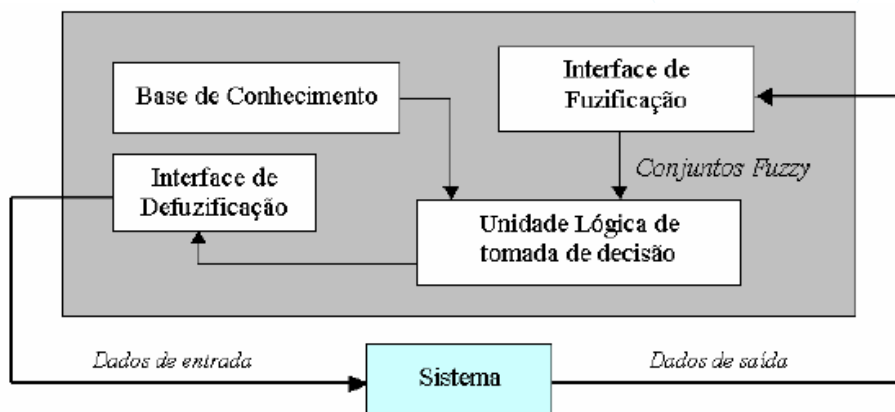 Base de Conhecimento
Interface de
Fuzificação
Conjuntos Fuzzy
Interface de
Defuzificação
Unidade Lógica de
tomada de decisão
Dados de entrada
Sistema
Dados de saída